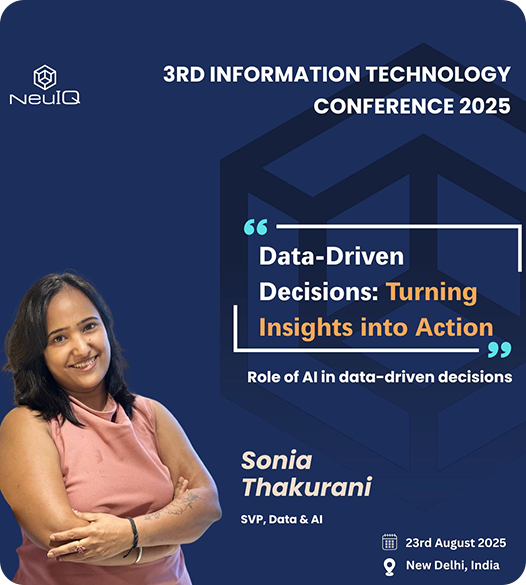 3RD INFORMATION TECHNOLOGY
CONFERENCE 2025
NeuIQ
Data-Driven
Decisions: Turning
Insights into Action
Role of AI in data-driven decisions
Sonia
Thakurani
SVP, Data & AI
23rd August 2025
New Delhi, India